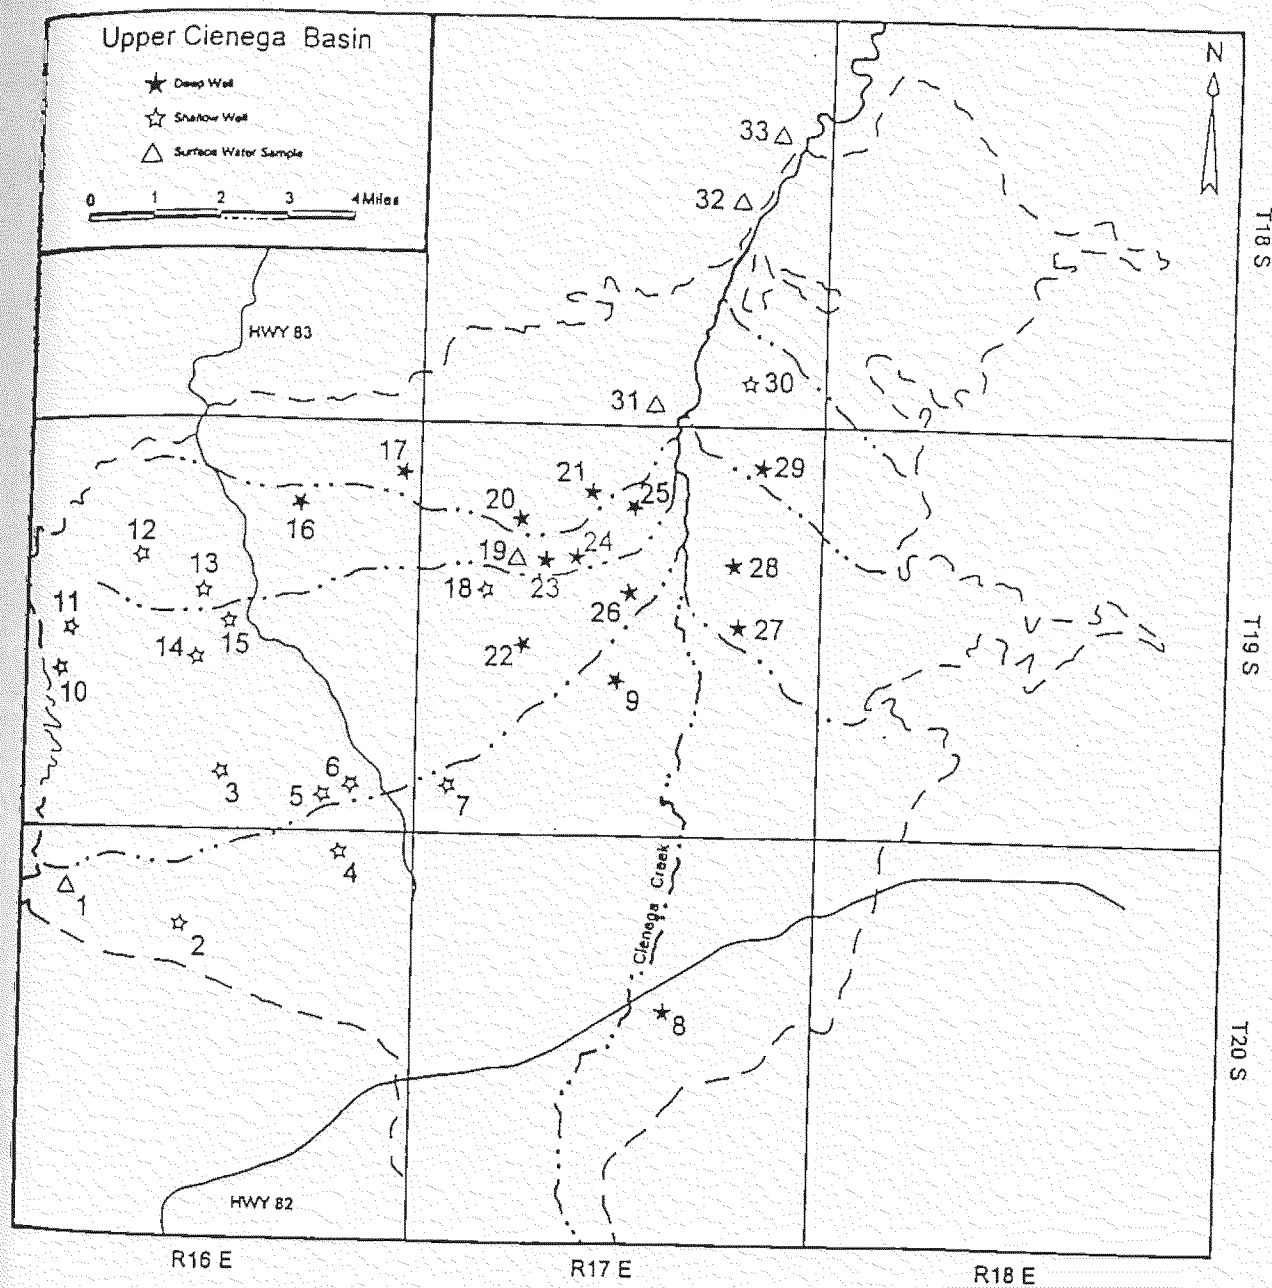 Upper Cienega Basin
N
Deep Well
Shallow Well
Surface Water Sample
0 1 2 3 4 Miles
33
32
T18 S
HWY 83
30
31
17
21
29
20
25
16
12
19
24
28
13
18
23
26
11
14
15
22
27
T19 S
10
9
3
5
6
7
4
1
2
Cienega Creek
8
T20 S
HWY 82
R16 E
R17 E
R18 E